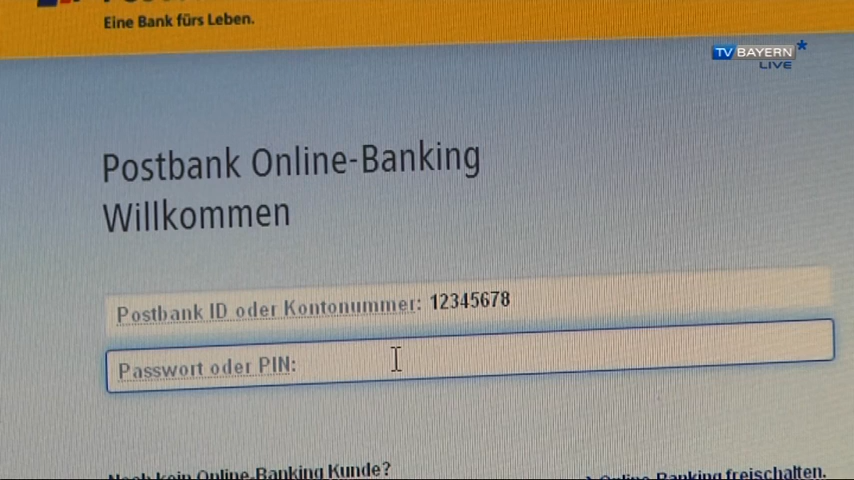 Eine Bank fürs Leben.
TV BAYERN
LIVE
Postbank Online-Banking
Willkommen
Postbank ID oder Kontonummer: 12345678
Passwort oder PIN:
Noch kein Online-Banking Kunde?
Online-Banking freischalten.